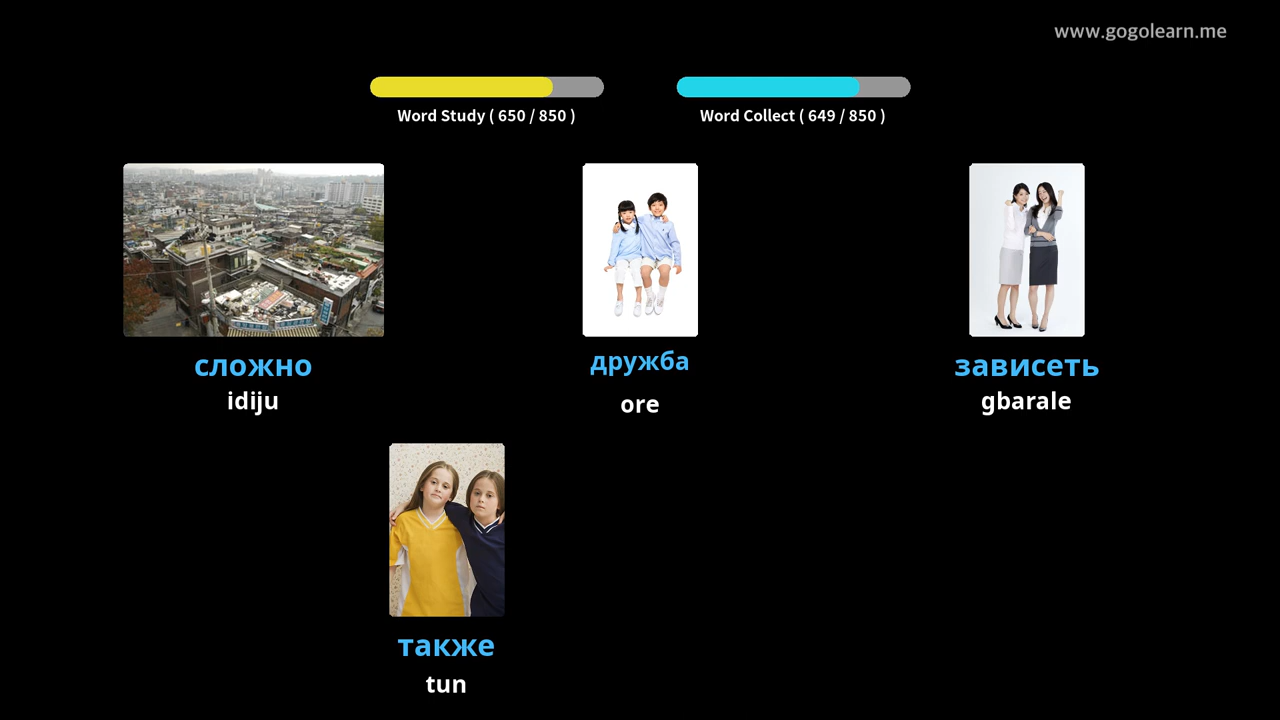 www.gogolearn.me
Word Study ( 650 / 850 )
Word Collect ( 649 / 850 )
сложно
idiju
дружба
ore
зависеть
gbarale
также
tun